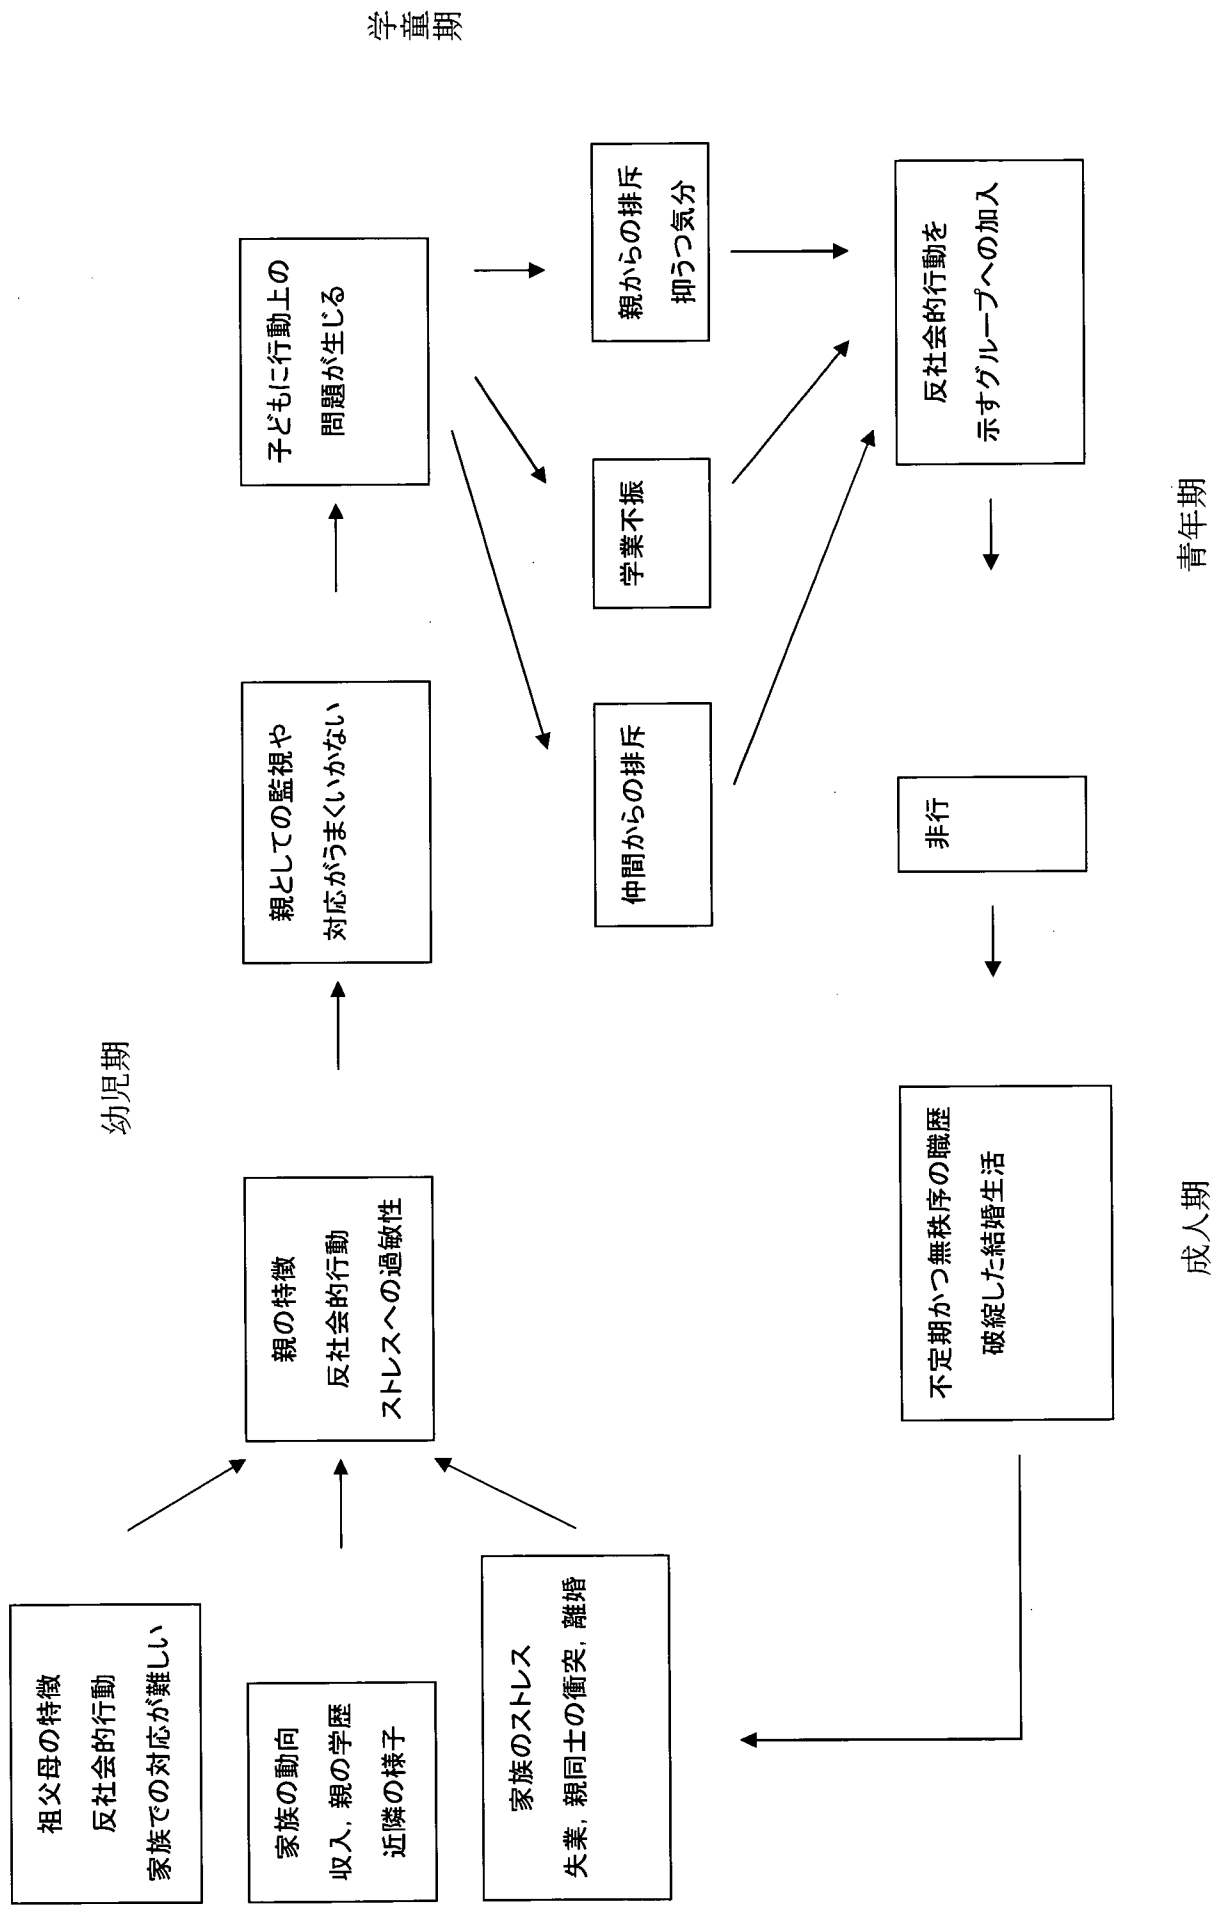 幼児期
学童期
祖父母の特徴
反社会的行動
家族での対応が難しい
家族の動向
収入，親の学歴
近隣の様子
家族のストレス
失業，親同士の衝突，離婚
親の特徴
反社会的行動
ストレスへの過敏性
親としての監視や
対応がうまくいかない
子どもに行動上の
問題が生じる
仲間からの排斥
学業不振
親からの排斥
抑うつ気分
反社会的行動を
示すグループへの加入
非行
不定期かつ無秩序の職歴
破綻した結婚生活
成人期
青年期